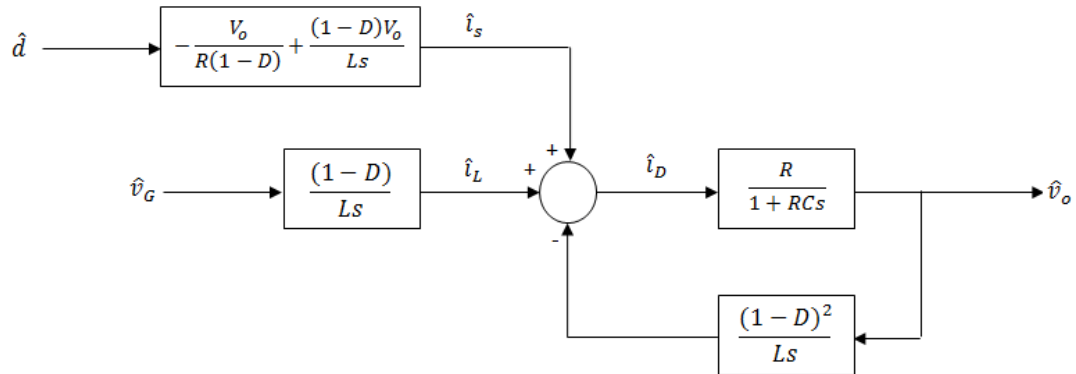 d̂
-V_o/R(1 − D) + (1 − D)V_o/Ls
î_s
v̂_G
(1 − D)/Ls
î_L
+
+
-
î_D
R/1 + RCs
v̂_o
(1 − D)²/Ls